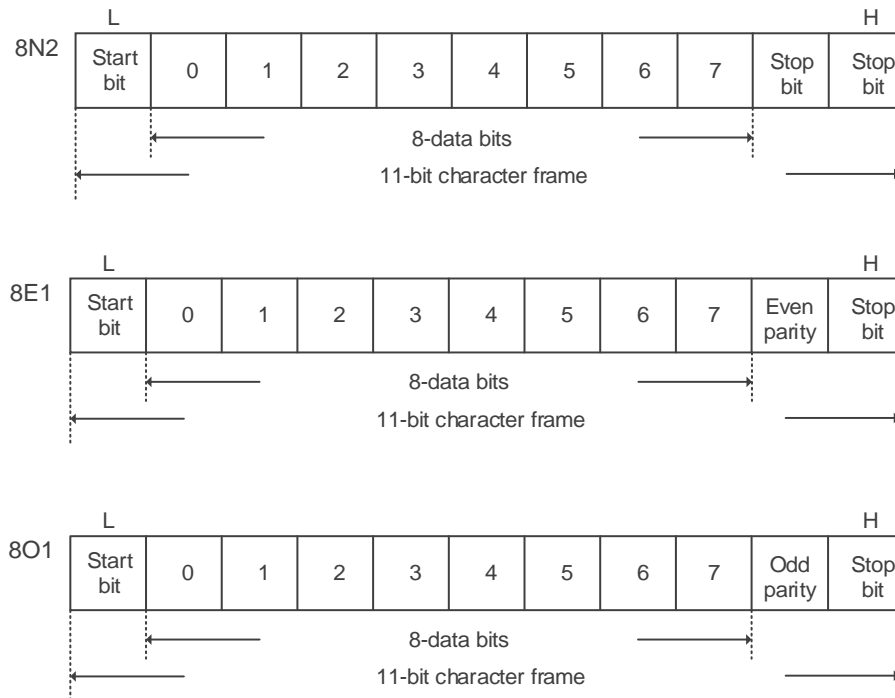 L H
8N2
Start bit 0 1 2 3 4 5 6 7 Stop bit Stop bit
8-data bits
11-bit character frame
L H
8E1
Start bit 0 1 2 3 4 5 6 7 Even parity Stop bit
8-data bits
11-bit character frame
L H
8O1
Start bit 0 1 2 3 4 5 6 7 Odd parity Stop bit
8-data bits
11-bit character frame